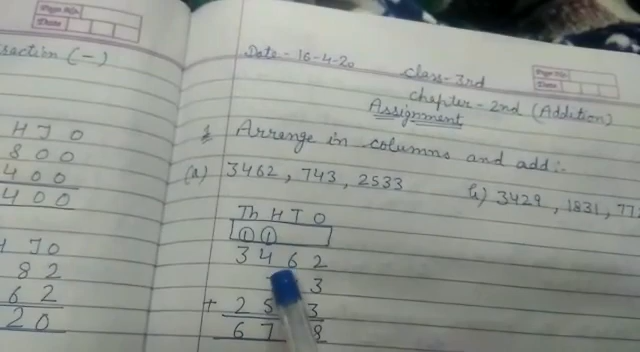 Page No.
Date
raction (-)
H T O
8 0 0
4 0 0
4 0 0
H T O
8 2
6 2
2 0
Page No.
Date
Date - 16-4-20
class - 3rd
chapter - 2nd (Addition)
Assignment
Arrange in columns and add :-
(a) 3462, 743, 2533
b) 3429, 1831, 77
Th H T O
1 1
3 4 6 2
3
+ 2 5 3
6 7 8